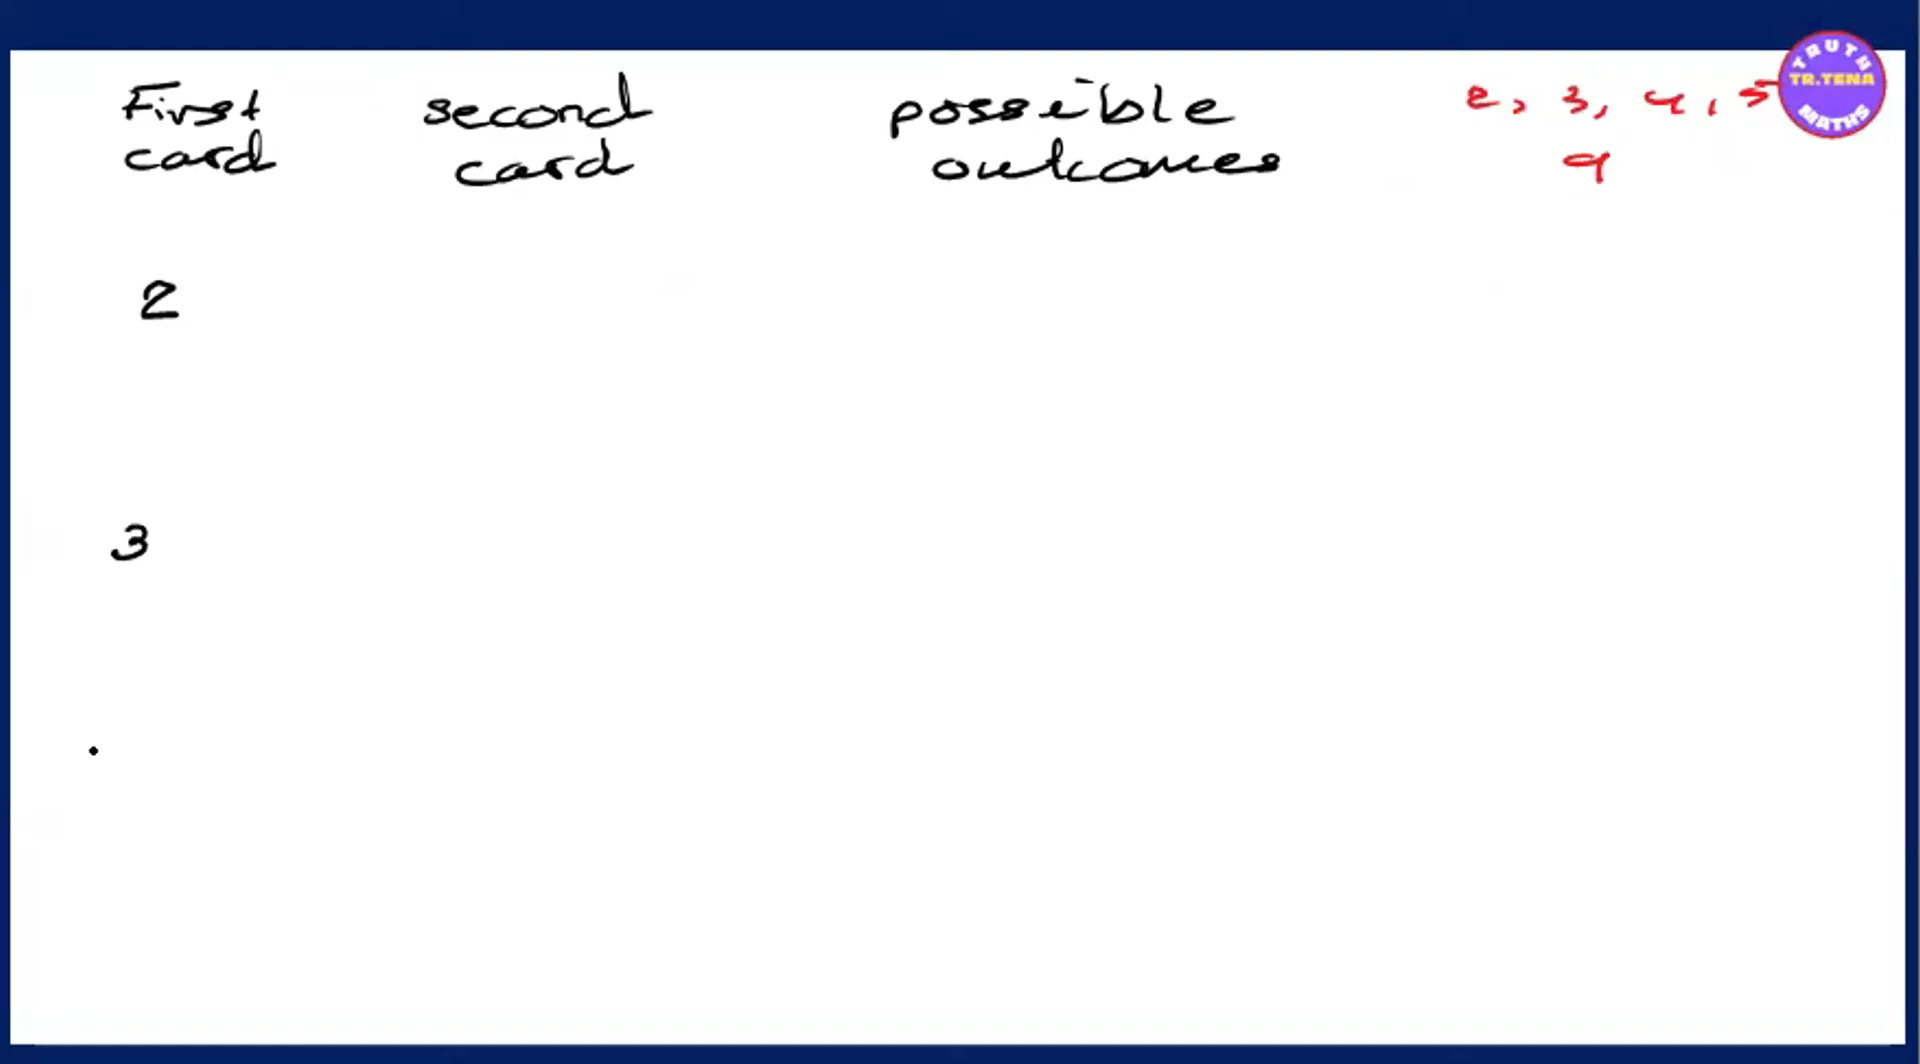 First second possible 2, 3, 4, 5
card card outcomes 9
2
3
TRUTH
TR.TENA
MATHS